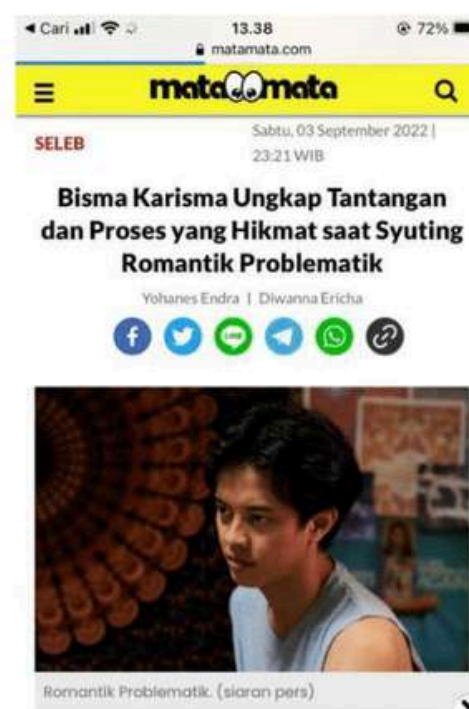 Cari
13.38
72%
matamata.com
matamata
SELEB
Sabtu, 03 September 2022 |
23:21 WIB
Bisma Karisma Ungkap Tantangan
dan Proses yang Hikmat saat Syuting
Romantik Problematik
Yohanes Endra | Diwanna Ericha
LINE
Romantik Problematik. (siaran pers)